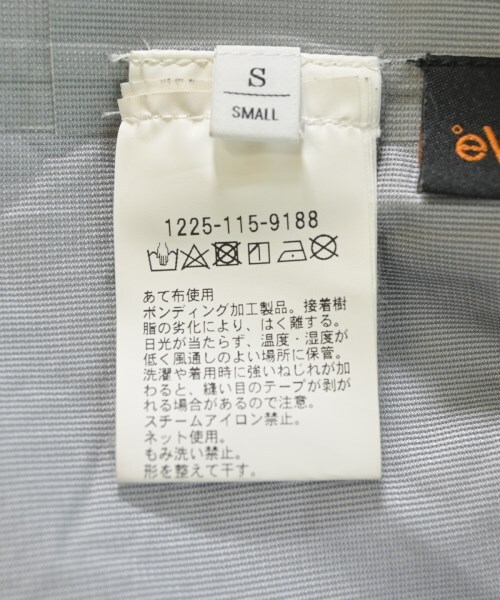 S
SMALL
1225-115-9188
あて布使用
ボンディング加工製品。接着樹
脂の劣化により、はく離する。
日光が当たらず、温度・湿度が
低く風通しのよい場所に保管。
洗濯や着用時に強いねじれが加
わると、縫い目のテープが剥が
れる場合があるので注意。
スチームアイロン禁止。
ネット使用。
もみ洗い禁止。
形を整えて干す。